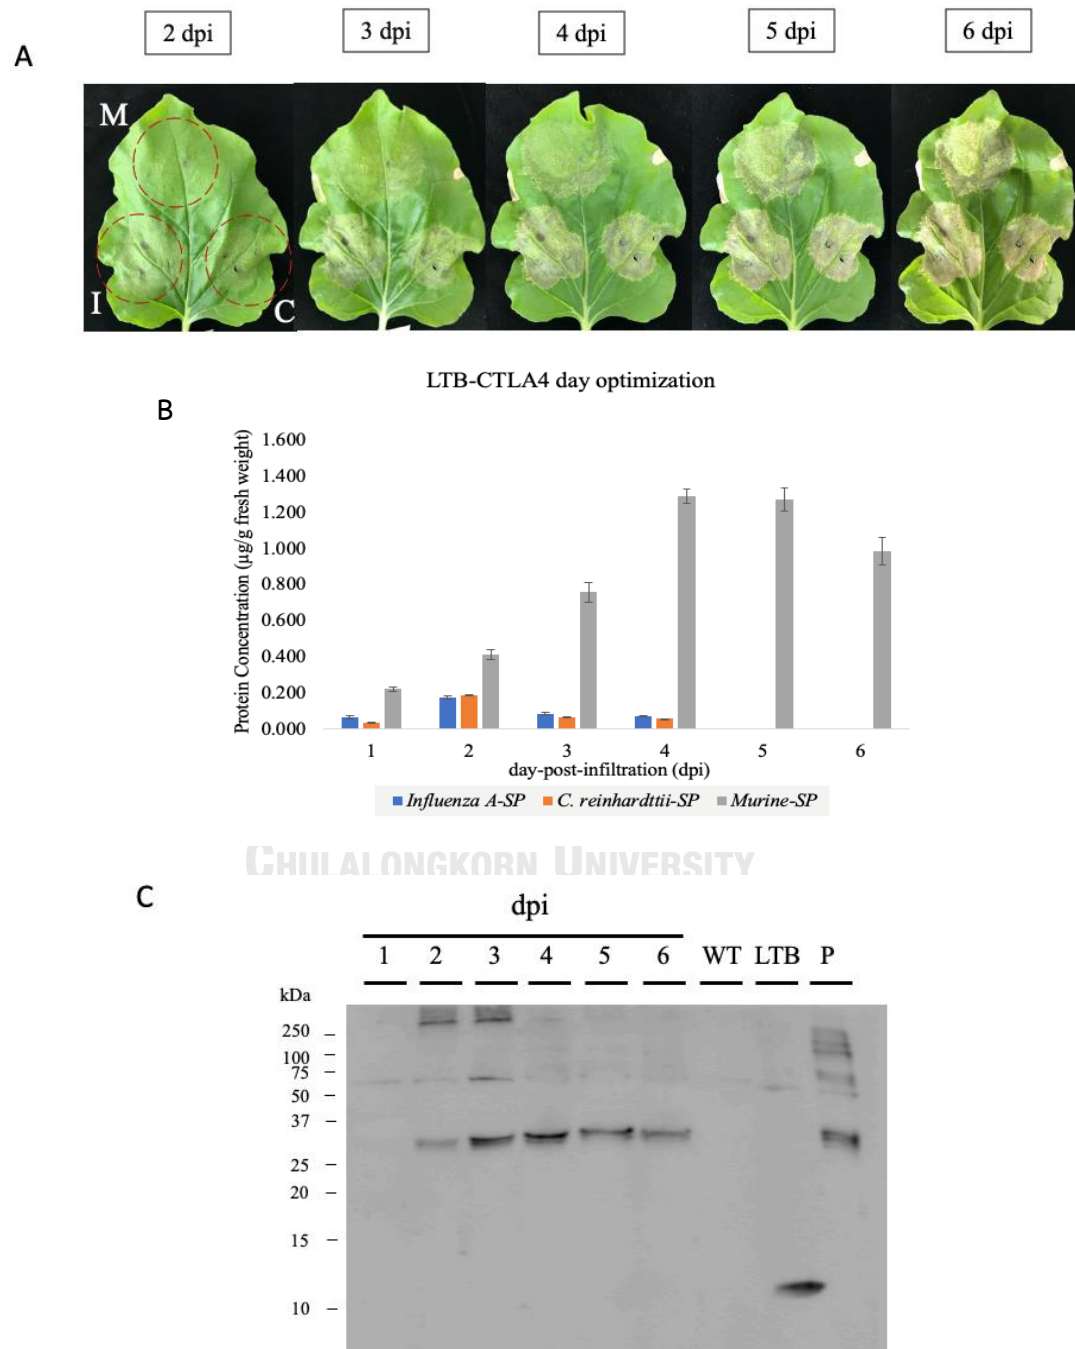 2 dpi 3 dpi 4 dpi 5 dpi 6 dpi
A
M
I C
LTB-CTLA4 day optimization
B
Protein Concentration (µg/g fresh weight)
1.600
1.400
1.200
1.000
0.800
0.600
0.400
0.200
0.000
1 2 3 4 5 6
day-post-infiltration (dpi)
Influenza A-SP C. reinhardttii-SP Murine-SP
CHULALONGKORN UNIVERSITY
C
dpi
1 2 3 4 5 6 WT LTB P
kDa
250
100
75
50
37
25
20
15
10